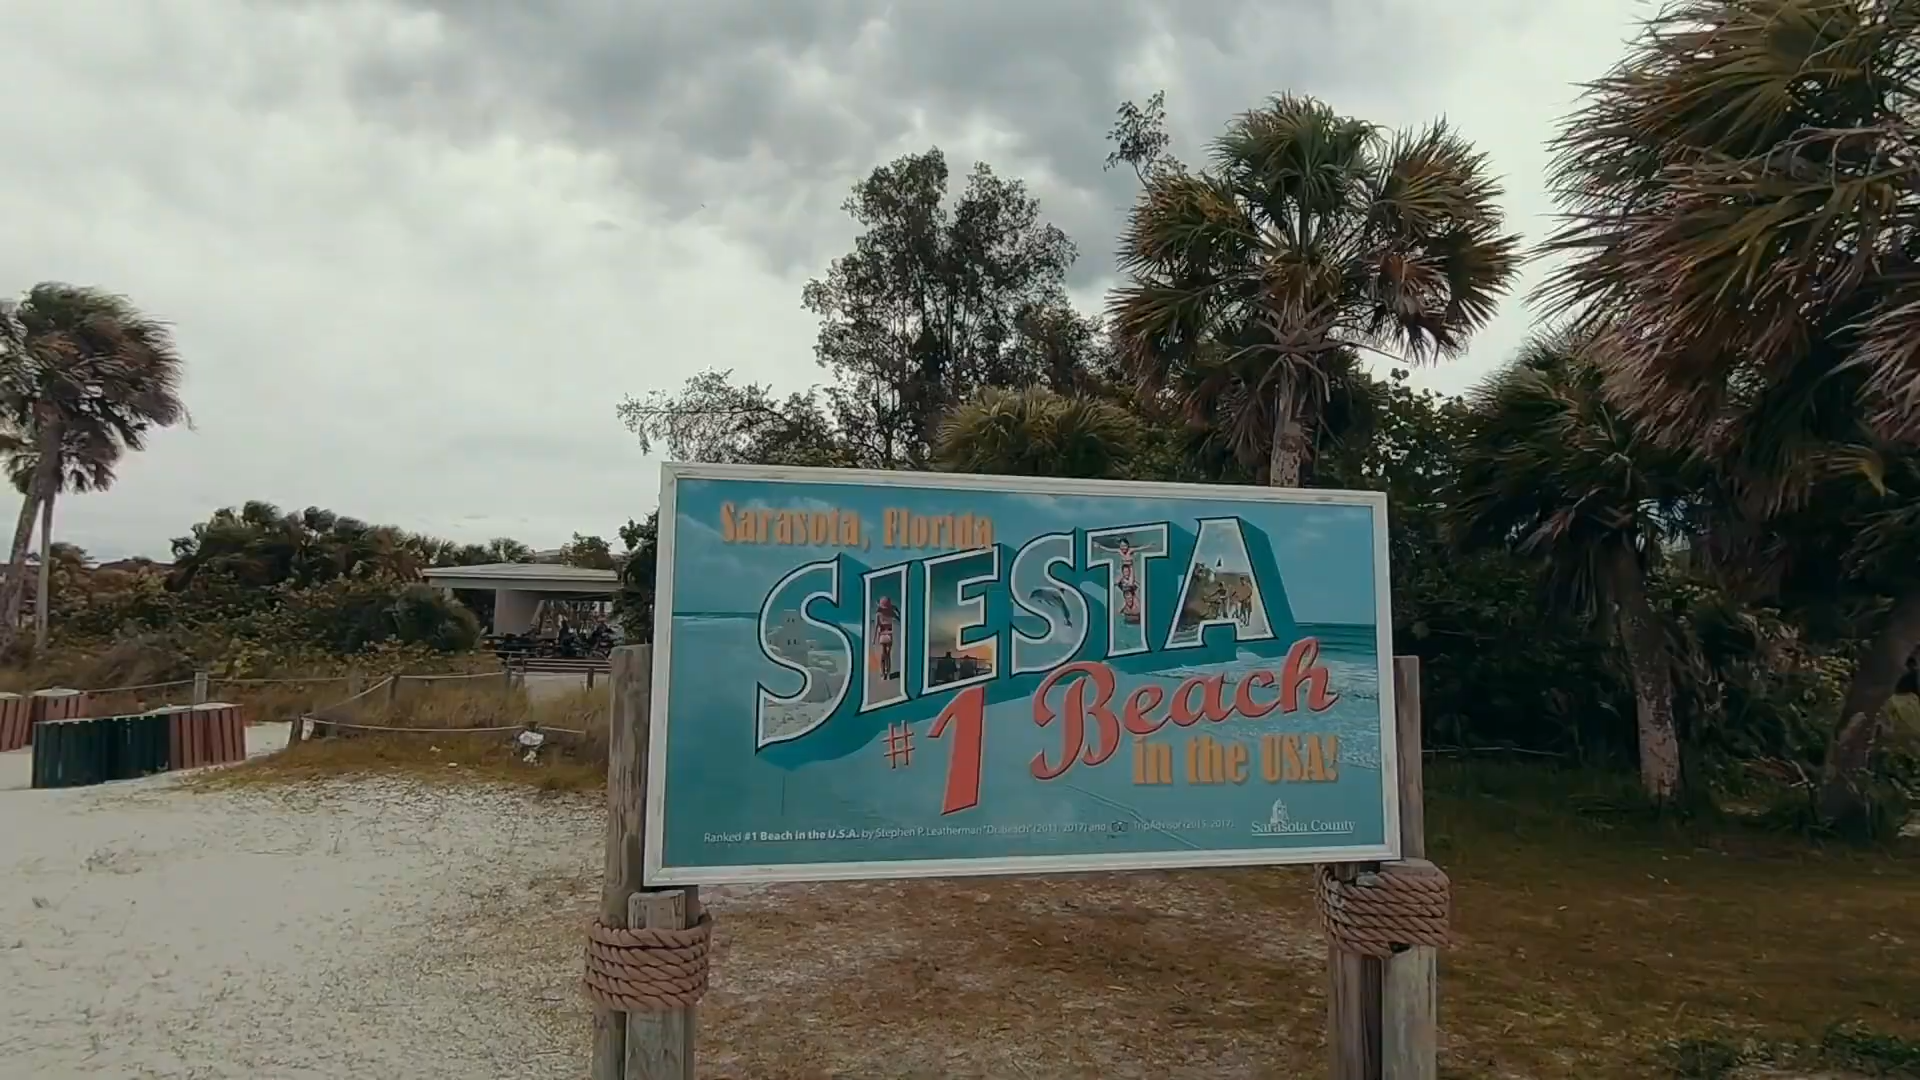 Sarasota, Florida
SIESTA
#1 Beach
in the USA!
Ranked #1 Beach in the U.S.A. by Stephen P. Leatherman "Dr. Beach" (2011, 2017) and TripAdvisor (2015, 2017)
Sarasota County